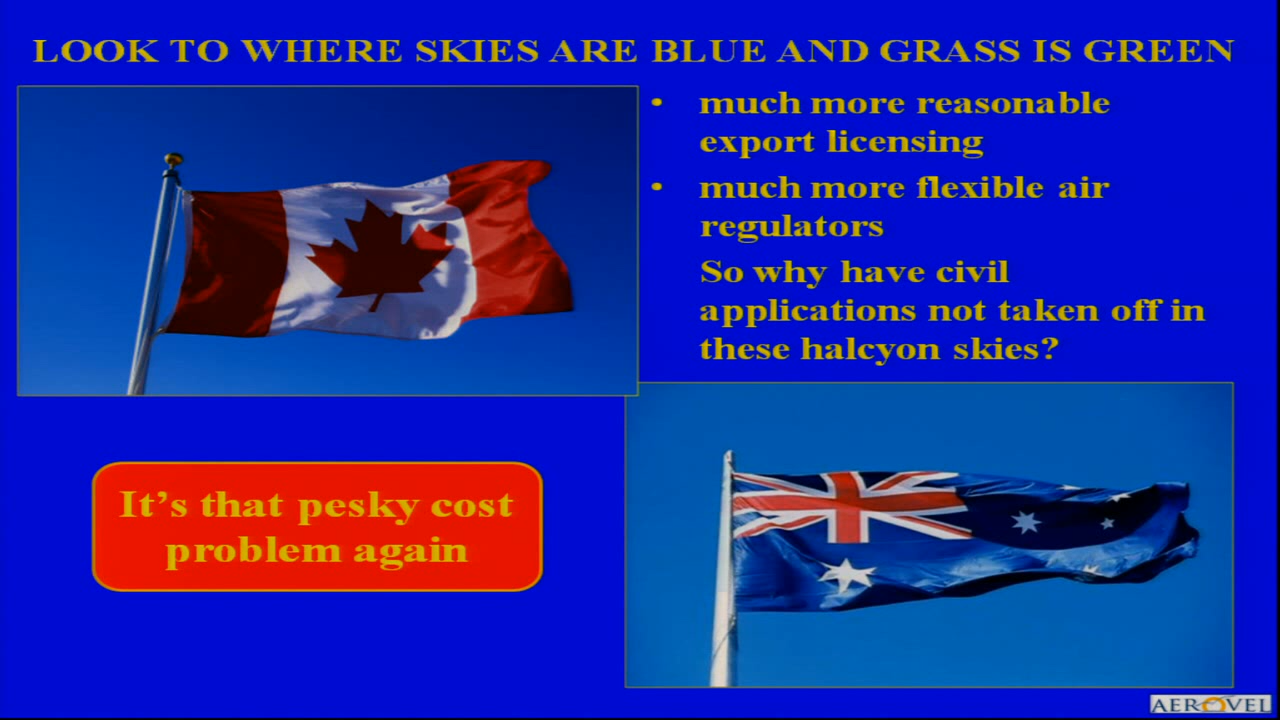 LOOK TO WHERE SKIES ARE BLUE AND GRASS IS GREEN
• much more reasonable
export licensing
• much more flexible air
regulators
So why have civil
applications not taken off in
these halcyon skies?
It’s that pesky cost
problem again
AEROVEL